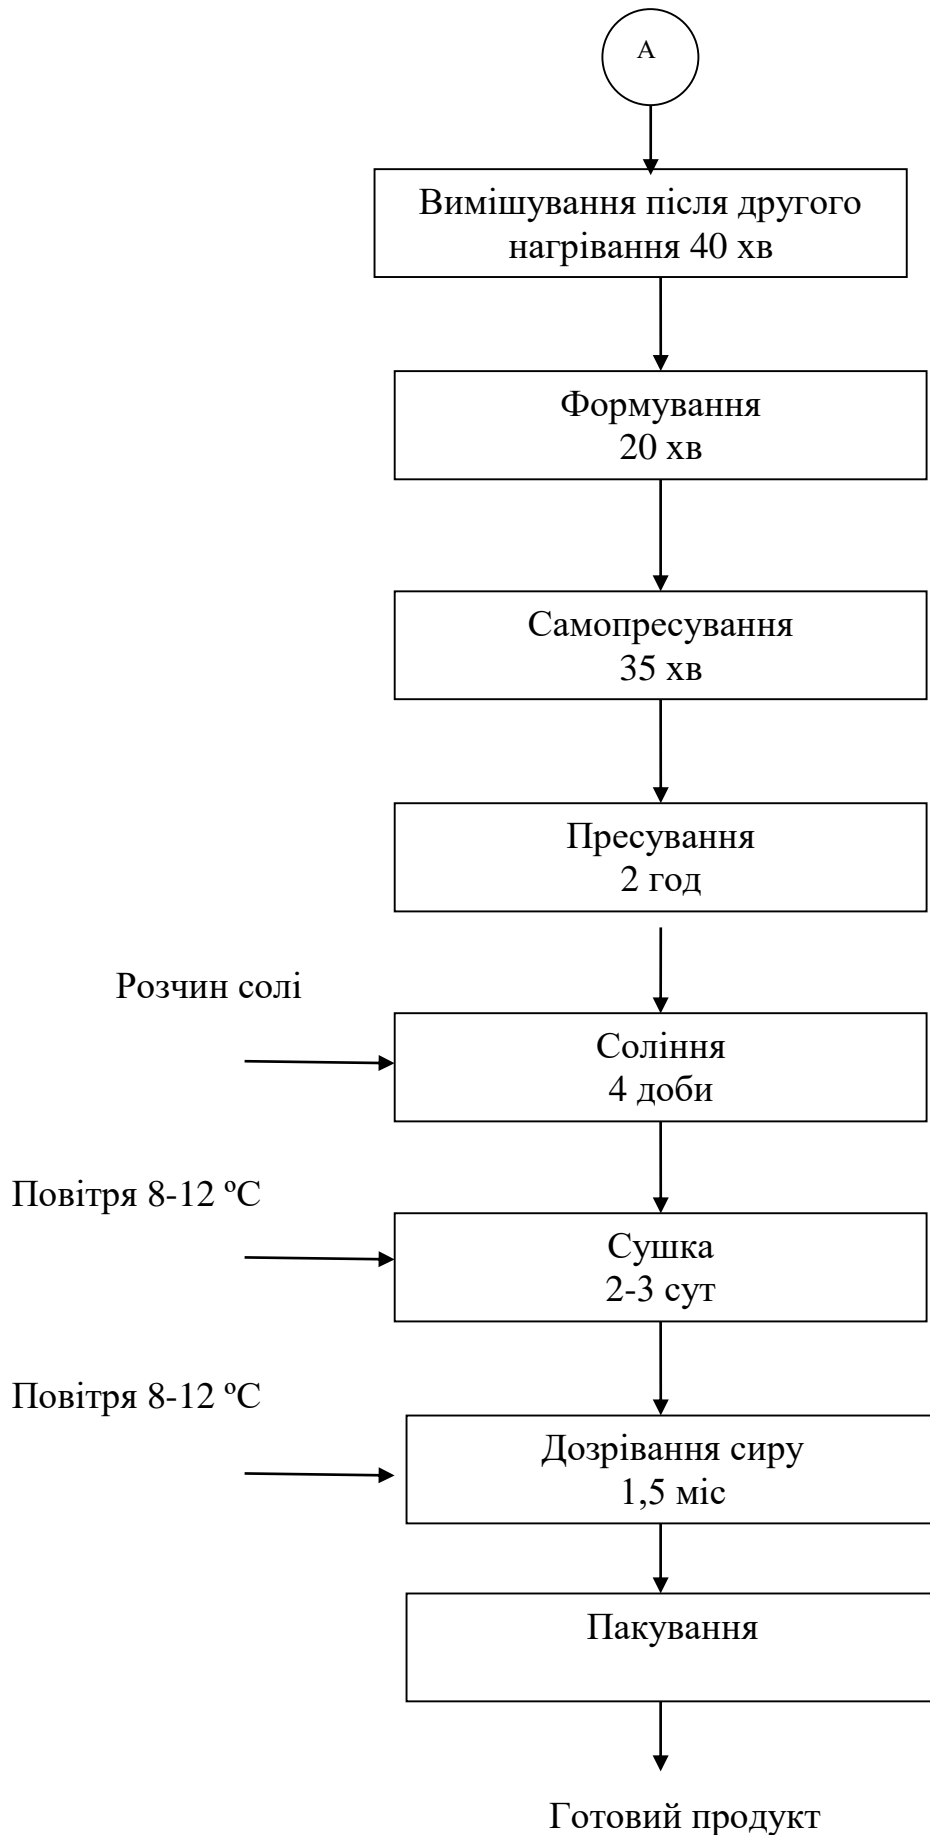 А
Вимішування після другого
нагрівання 40 хв
Формування
20 хв
Самопресування
35 хв
Пресування
2 год
Розчин солі
Соління
4 доби
Повітря 8-12 ºС
Сушка
2-3 сут
Повітря 8-12 ºС
Дозрівання сиру
1,5 міс
Пакування
Готовий продукт